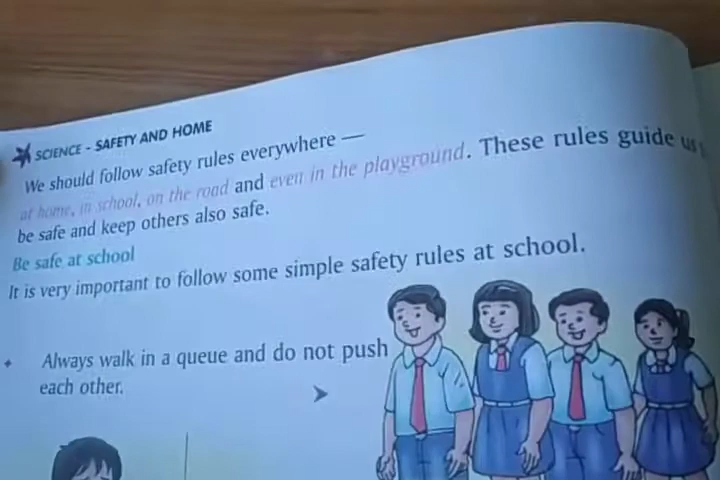 SCIENCE - SAFETY AND HOME
We should follow safety rules everywhere —
at home, in school, on the road and even in the playground. These rules guide us
be safe and keep others also safe.
Be safe at school
It is very important to follow some simple safety rules at school.
Always walk in a queue and do not push
each other.